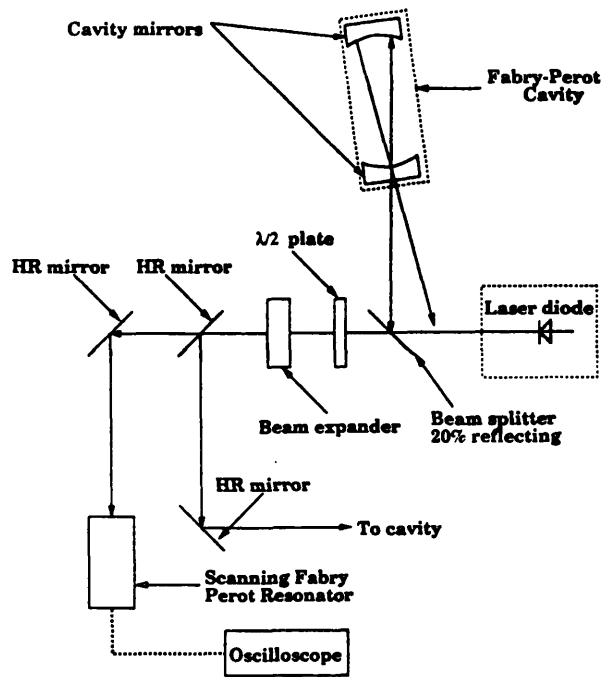 Cavity mirrors
Fabry-Perot
Cavity
λ/2 plate
HR mirror
HR mirror
Laser diode
Beam expander
Beam splitter
20% reflecting
HR mirror
To cavity
Scanning Fabry
Perot Resonator
Oscilloscope